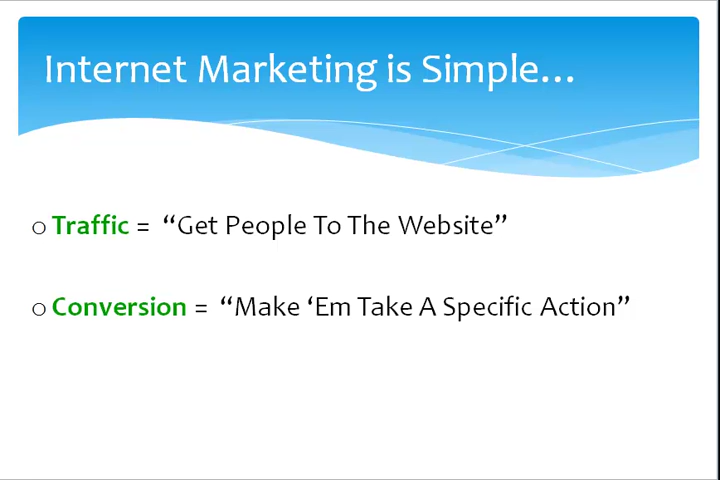 Internet Marketing is Simple…
o Traffic = “Get People To The Website”
o Conversion = “Make ‘Em Take A Specific Action”